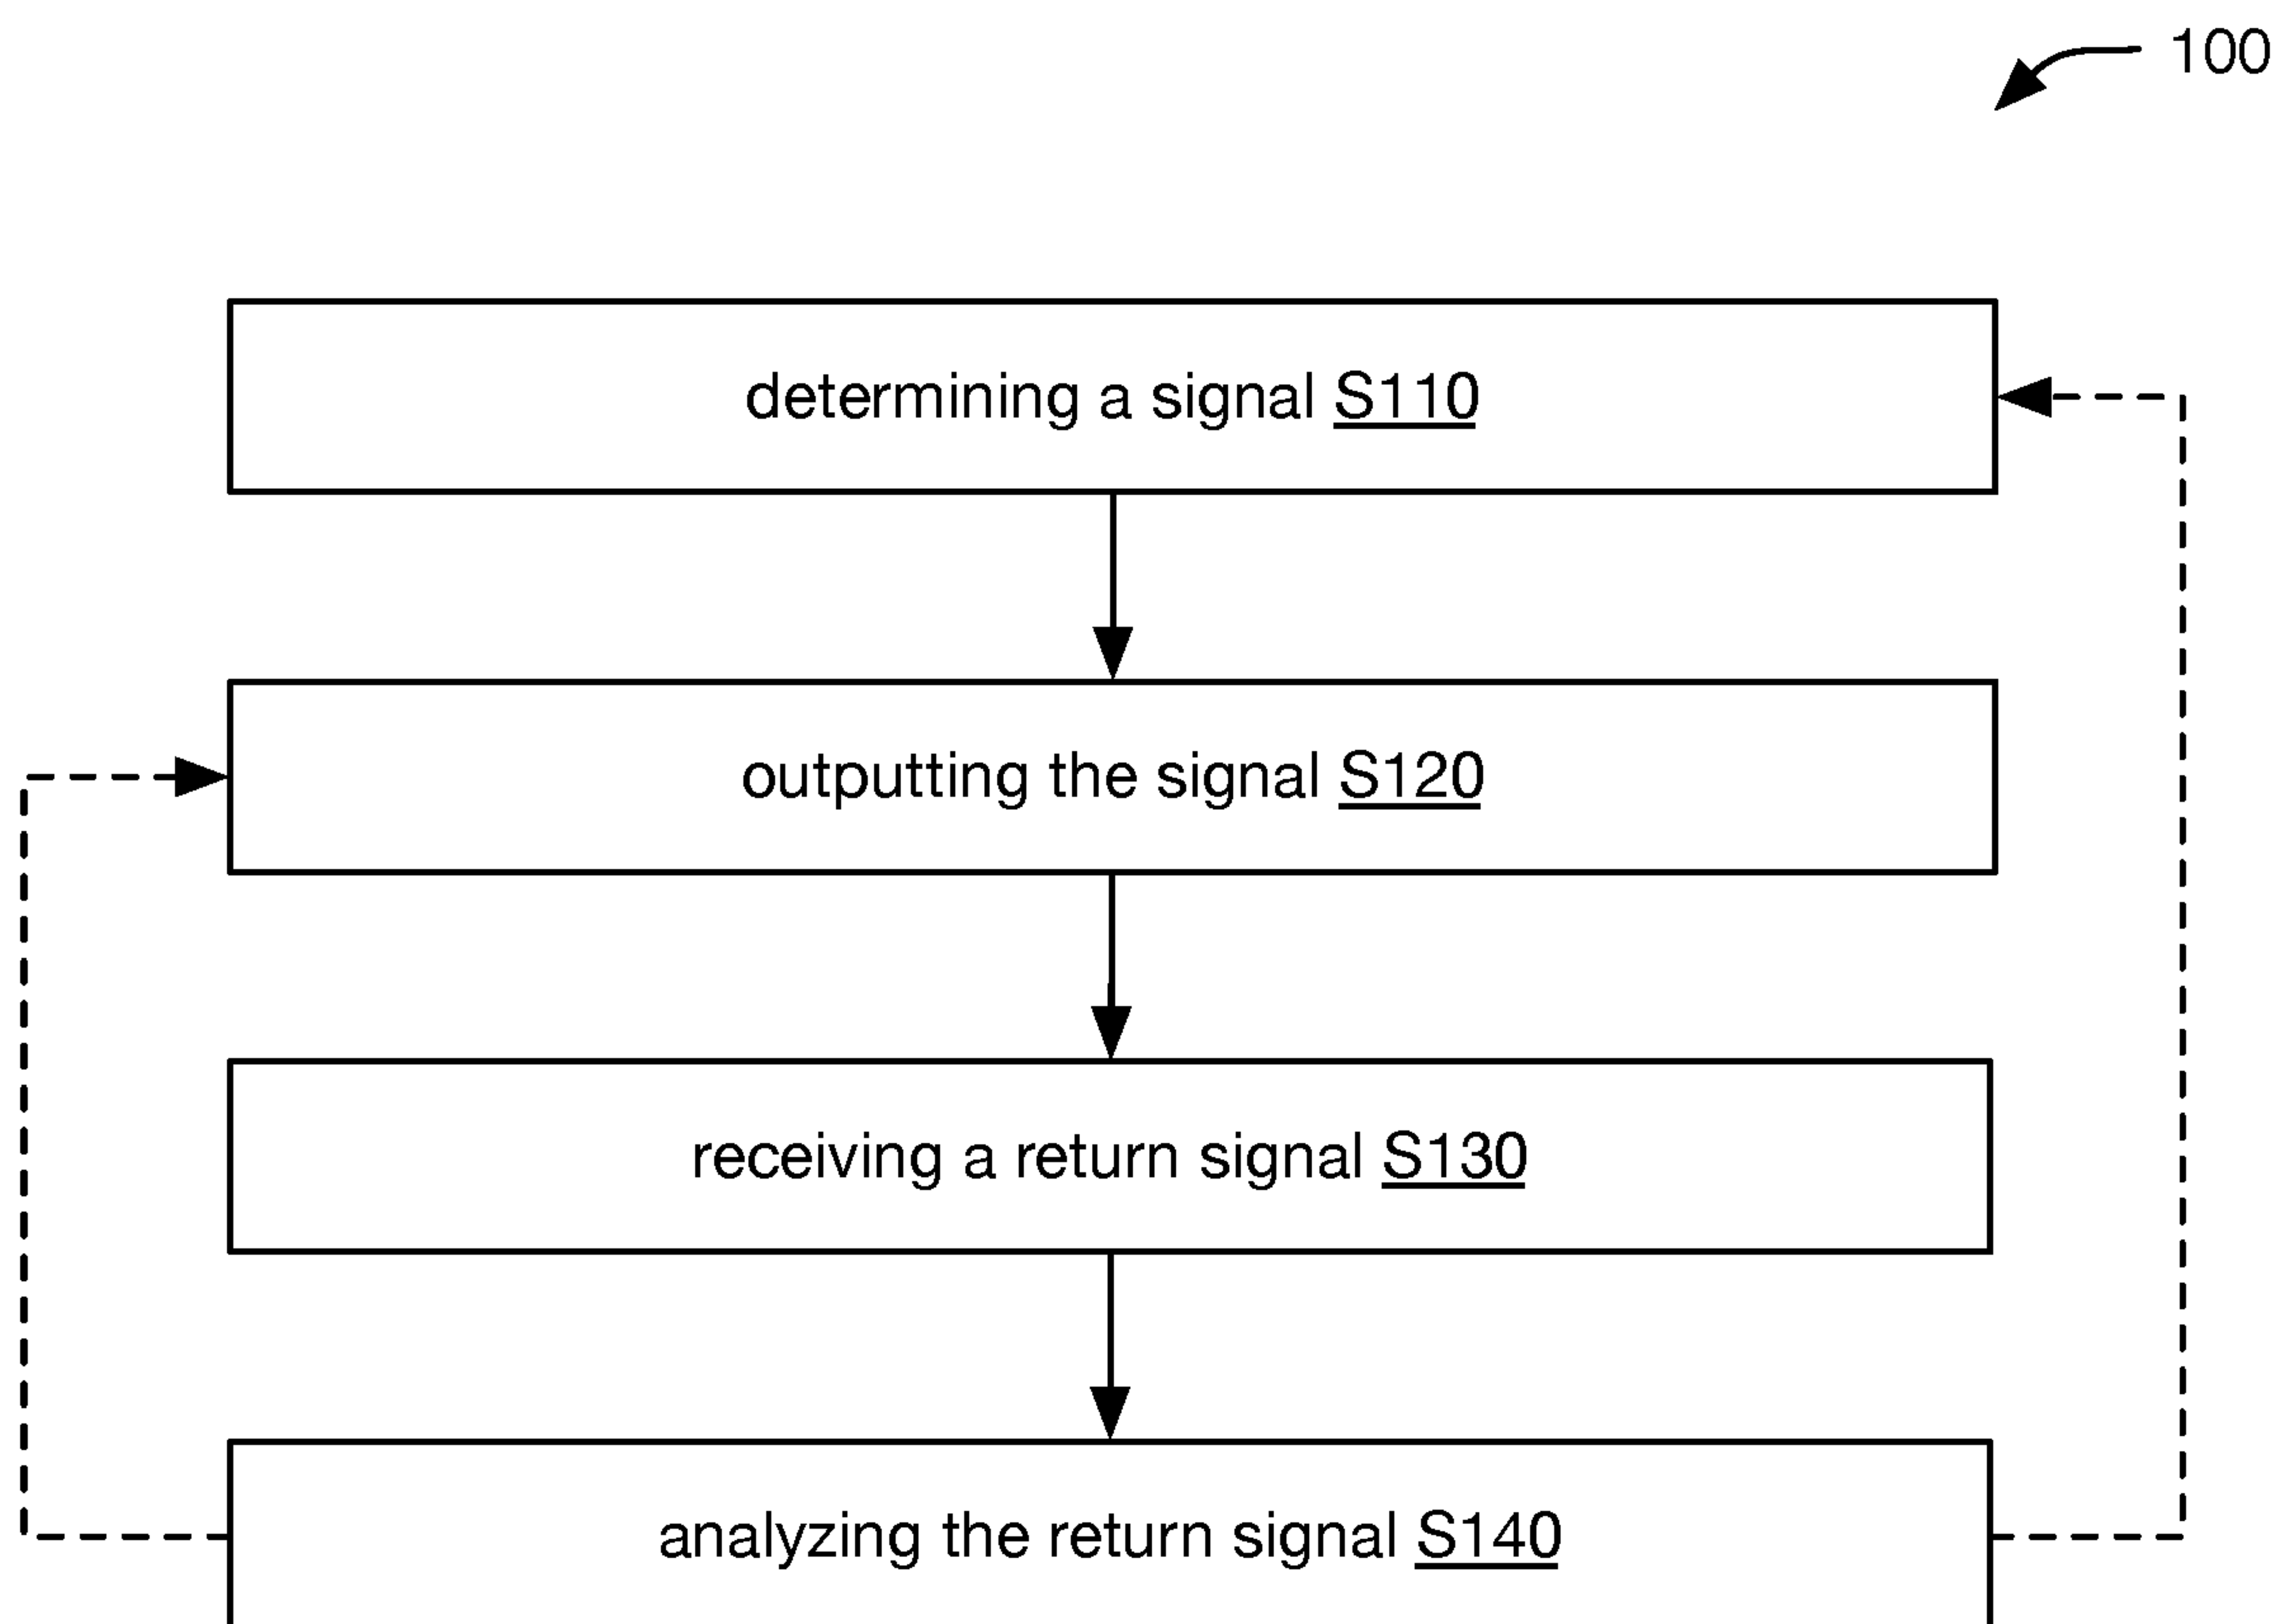 100
determining a signal S110
outputting the signal S120
receiving a return signal S130
analyzing the return signal S140